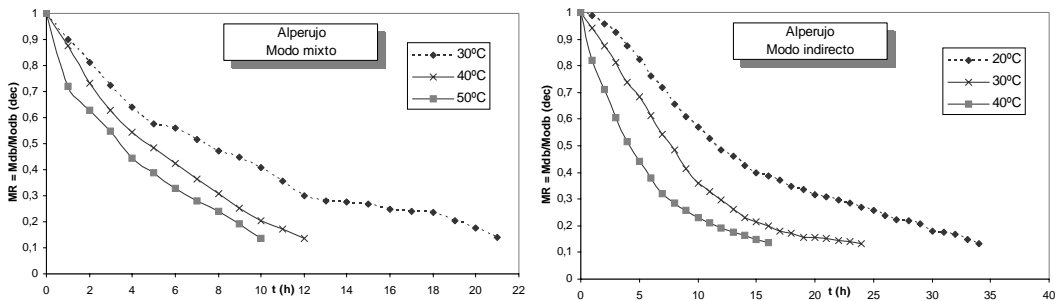 Alperujo
Modo mixto
30ºC
40ºC
50ºC
MR = Mdb/Modb (dec)
1
0,9
0,8
0,7
0,6
0,5
0,4
0,3
0,2
0,1
0
0 2 4 6 8 10 12 14 16 18 20 22
t (h)
Alperujo
Modo indirecto
20ºC
30ºC
40ºC
MR = Mdb/Modb (dec)
1
0,9
0,8
0,7
0,6
0,5
0,4
0,3
0,2
0,1
0
0 5 10 15 20 25 30 35 40
t (h)